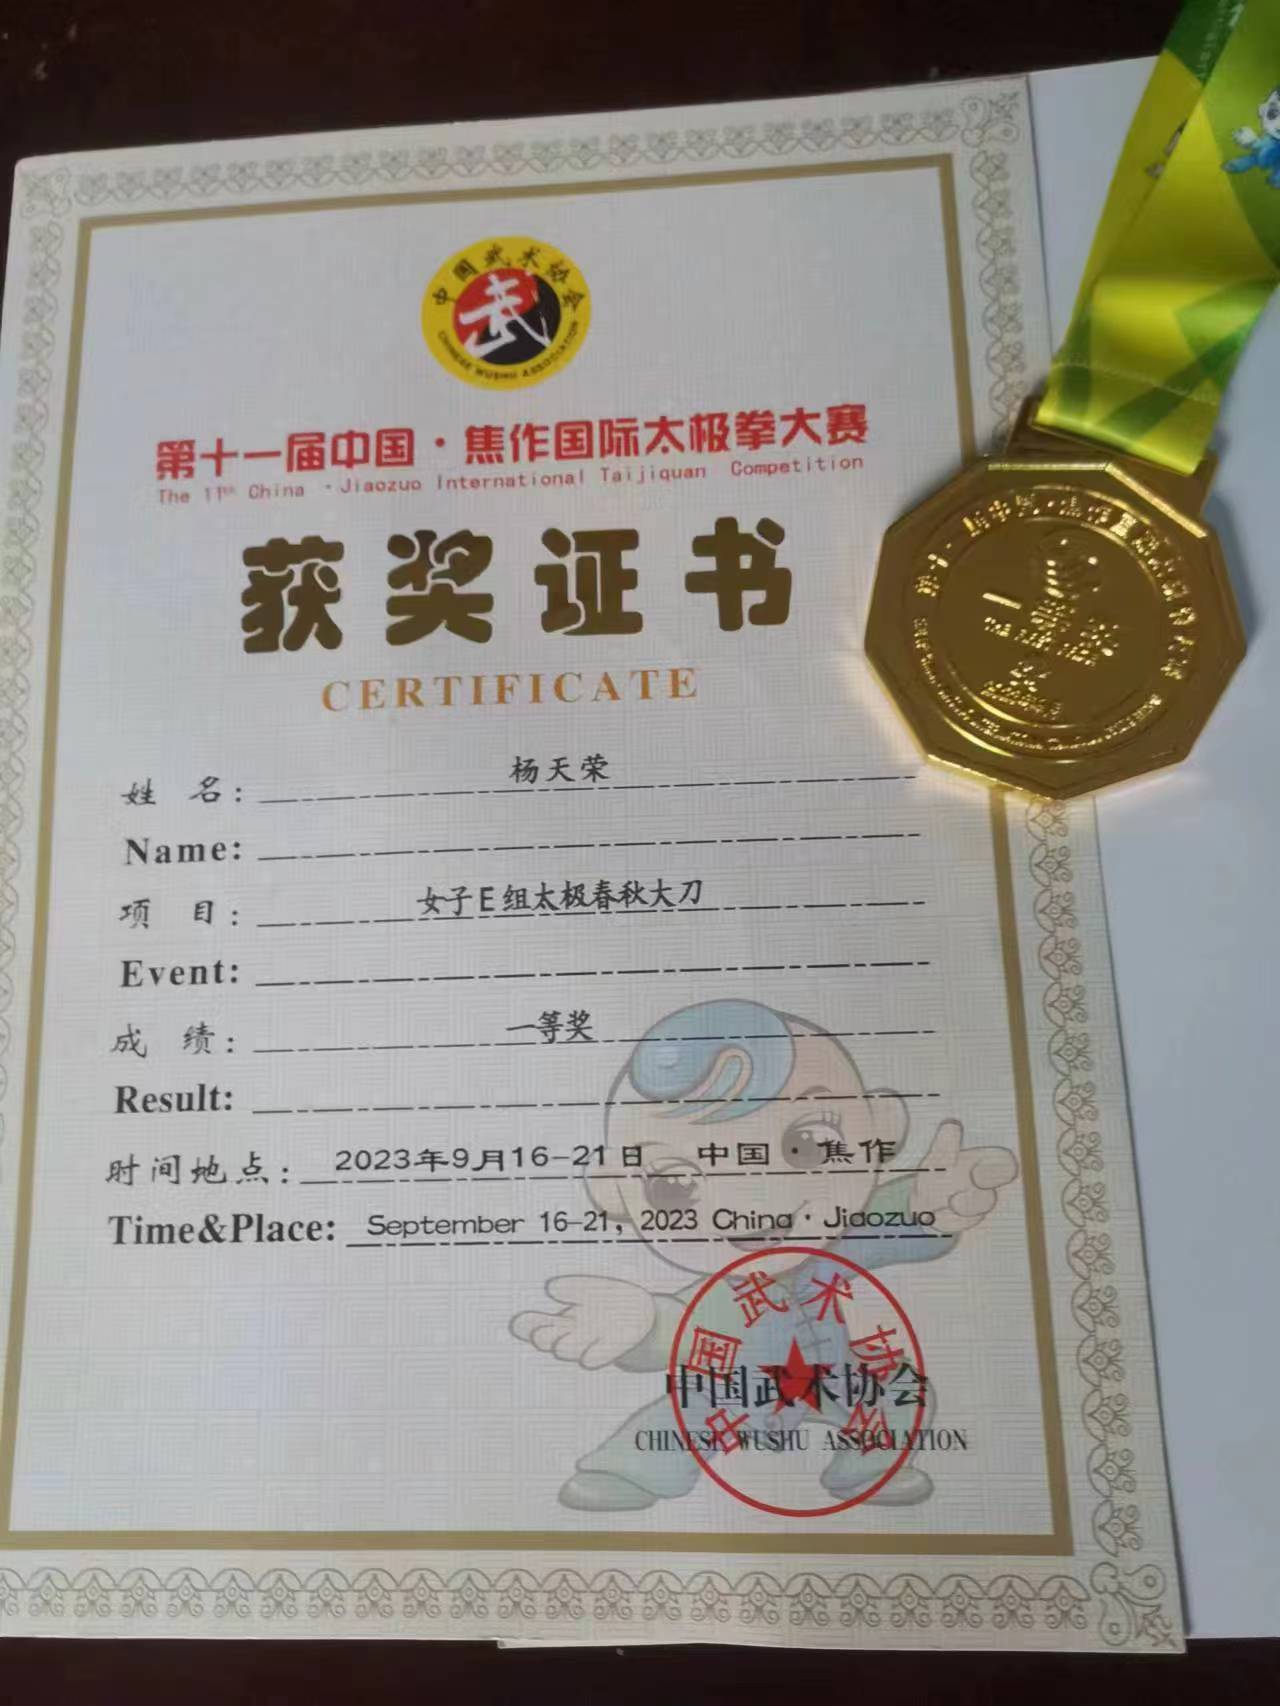 中国武术协会
武
CHINESE WUSHU ASSOCIATION
第十一届中国·焦作国际太极拳大赛
The 11th China ·Jiaozuo International Taijiquan Competition
获奖证书
CERTIFICATE
姓 名: 杨天荣
Name:
项 目: 女子E组太极春秋大刀
Event:
成 绩: 一等奖
Result:
时间地点: 2023年9月16-21日 中国·焦作
Time&Place: September 16-21, 2023 China·Jiaozuo
中国武术协会
中国武术协会
CHINESE WUSHU ASSOCIATION
一等奖